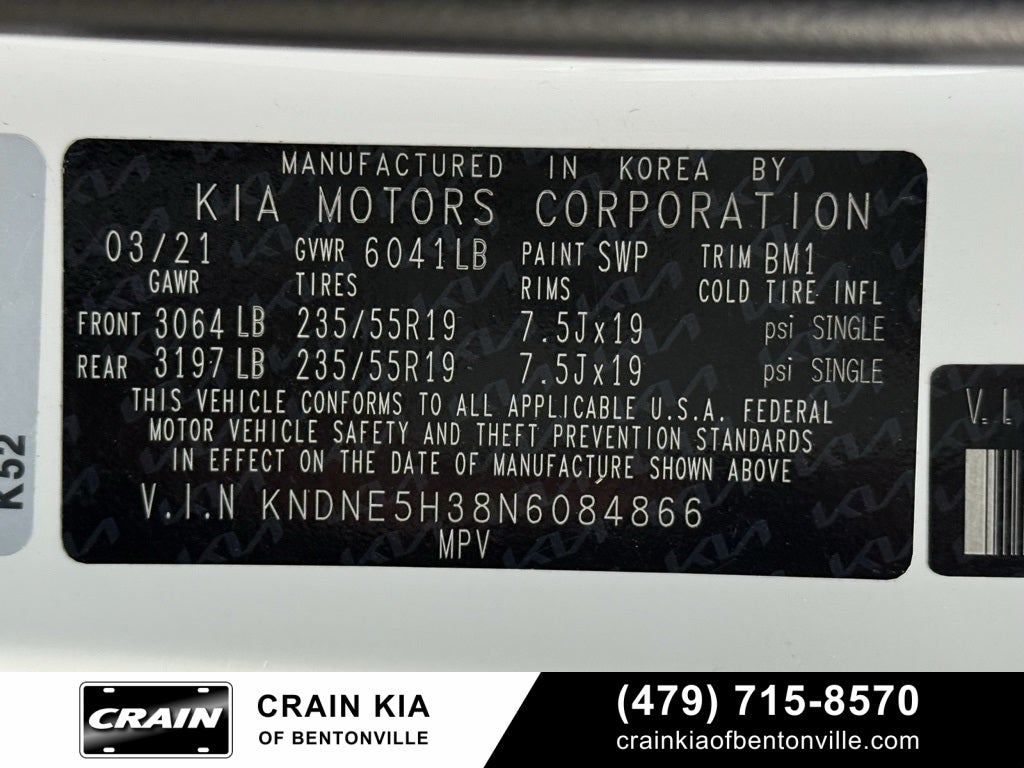 MANUFACTURED IN KOREA BY
KIA MOTORS CORPORATION
03/21 GVWR 6041LB PAINT SWP TRIM BM1
GAWR TIRES RIMS COLD TIRE INFL
FRONT 3064 LB 235/55R19 7.5Jx19 psi SINGLE
REAR 3197 LB 235/55R19 7.5Jx19 psi SINGLE
THIS VEHICLE CONFORMS TO ALL APPLICABLE U.S.A. FEDERAL
MOTOR VEHICLE SAFETY AND THEFT PREVENTION STANDARDS
IN EFFECT ON THE DATE OF MANUFACTURE SHOWN ABOVE
V.I.N KNDNE5H38N6084866
MPV
K52
V.I
CRAIN
CRAIN KIA
OF BENTONVILLE
(479) 715-8570
crainkiaofbentonville.com